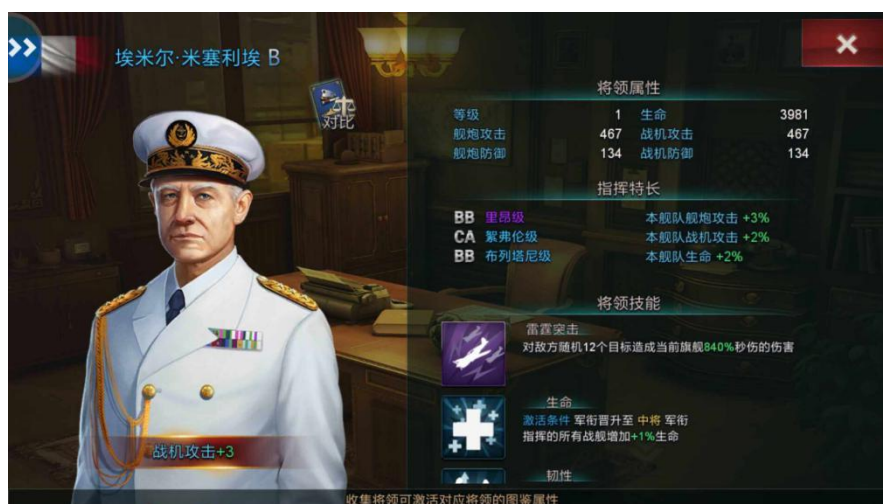 埃米尔·米塞利埃 B
对比
战机攻击+3
将领属性
等级 1 生命 3981
舰炮攻击 467 战机攻击 467
舰炮防御 134 战机防御 134
指挥特长
BB 里昂级 本舰队舰炮攻击 +3%
CA 絮弗伦级 本舰队战机攻击 +2%
BB 布列塔尼级 本舰队生命 +2%
将领技能
雷霆突击
对敌方随机12个目标造成当前旗舰840%秒伤的伤害
生命
激活条件 军衔晋升至 中将 军衔
指挥的所有战舰增加+1%生命
韧性
收集将领可激活对应将领的图鉴属性